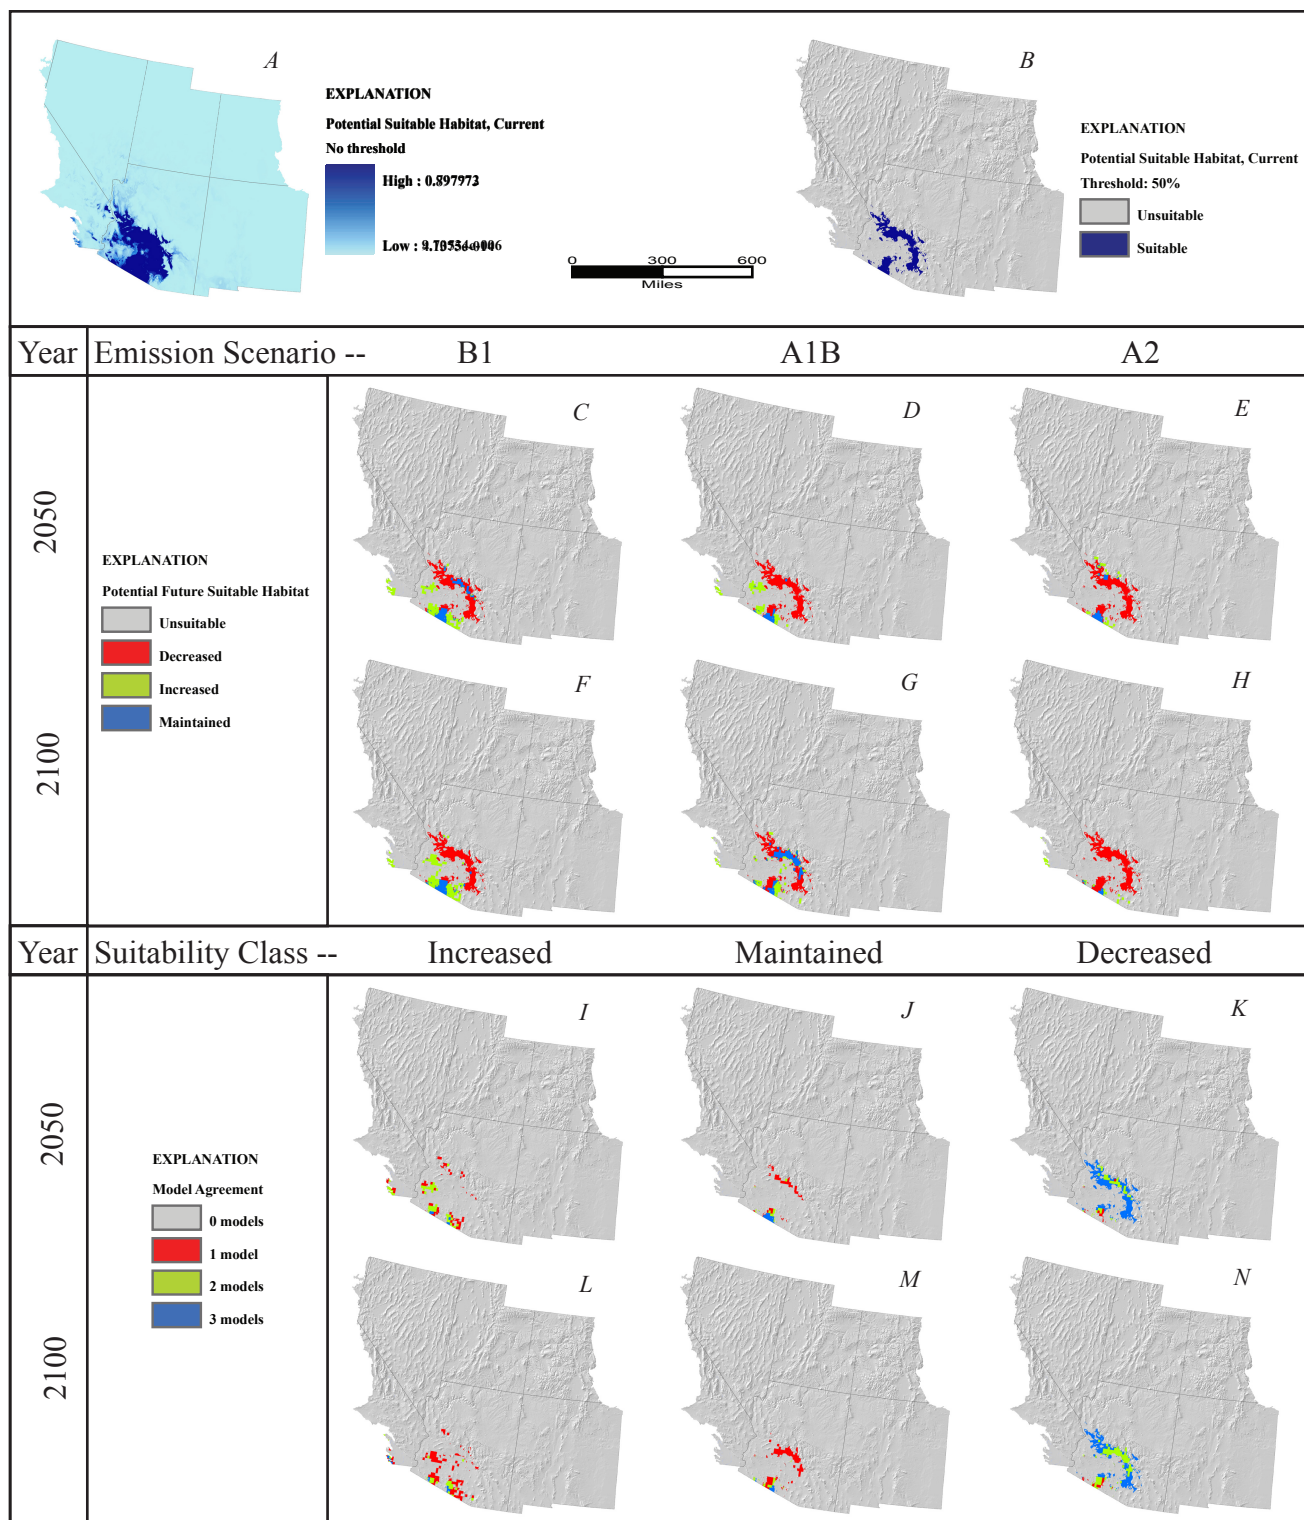 A
EXPLANATION
Potential Suitable Habitat, Current
No threshold
High :
Low :
0 300 600
Miles
B
EXPLANATION
Potential Suitable Habitat, Current
Threshold: 50%
Unsuitable
Suitable
Year Emission Scenario -- B1 A1B A2
2050
C D E
EXPLANATION
Potential Future Suitable Habitat
Unsuitable
Decreased
Increased
Maintained
2100
F G H
Year Suitability Class -- Increased Maintained Decreased
2050
I J K
EXPLANATION
Model Agreement
0 models
1 model
2 models
3 models
2100
L M N